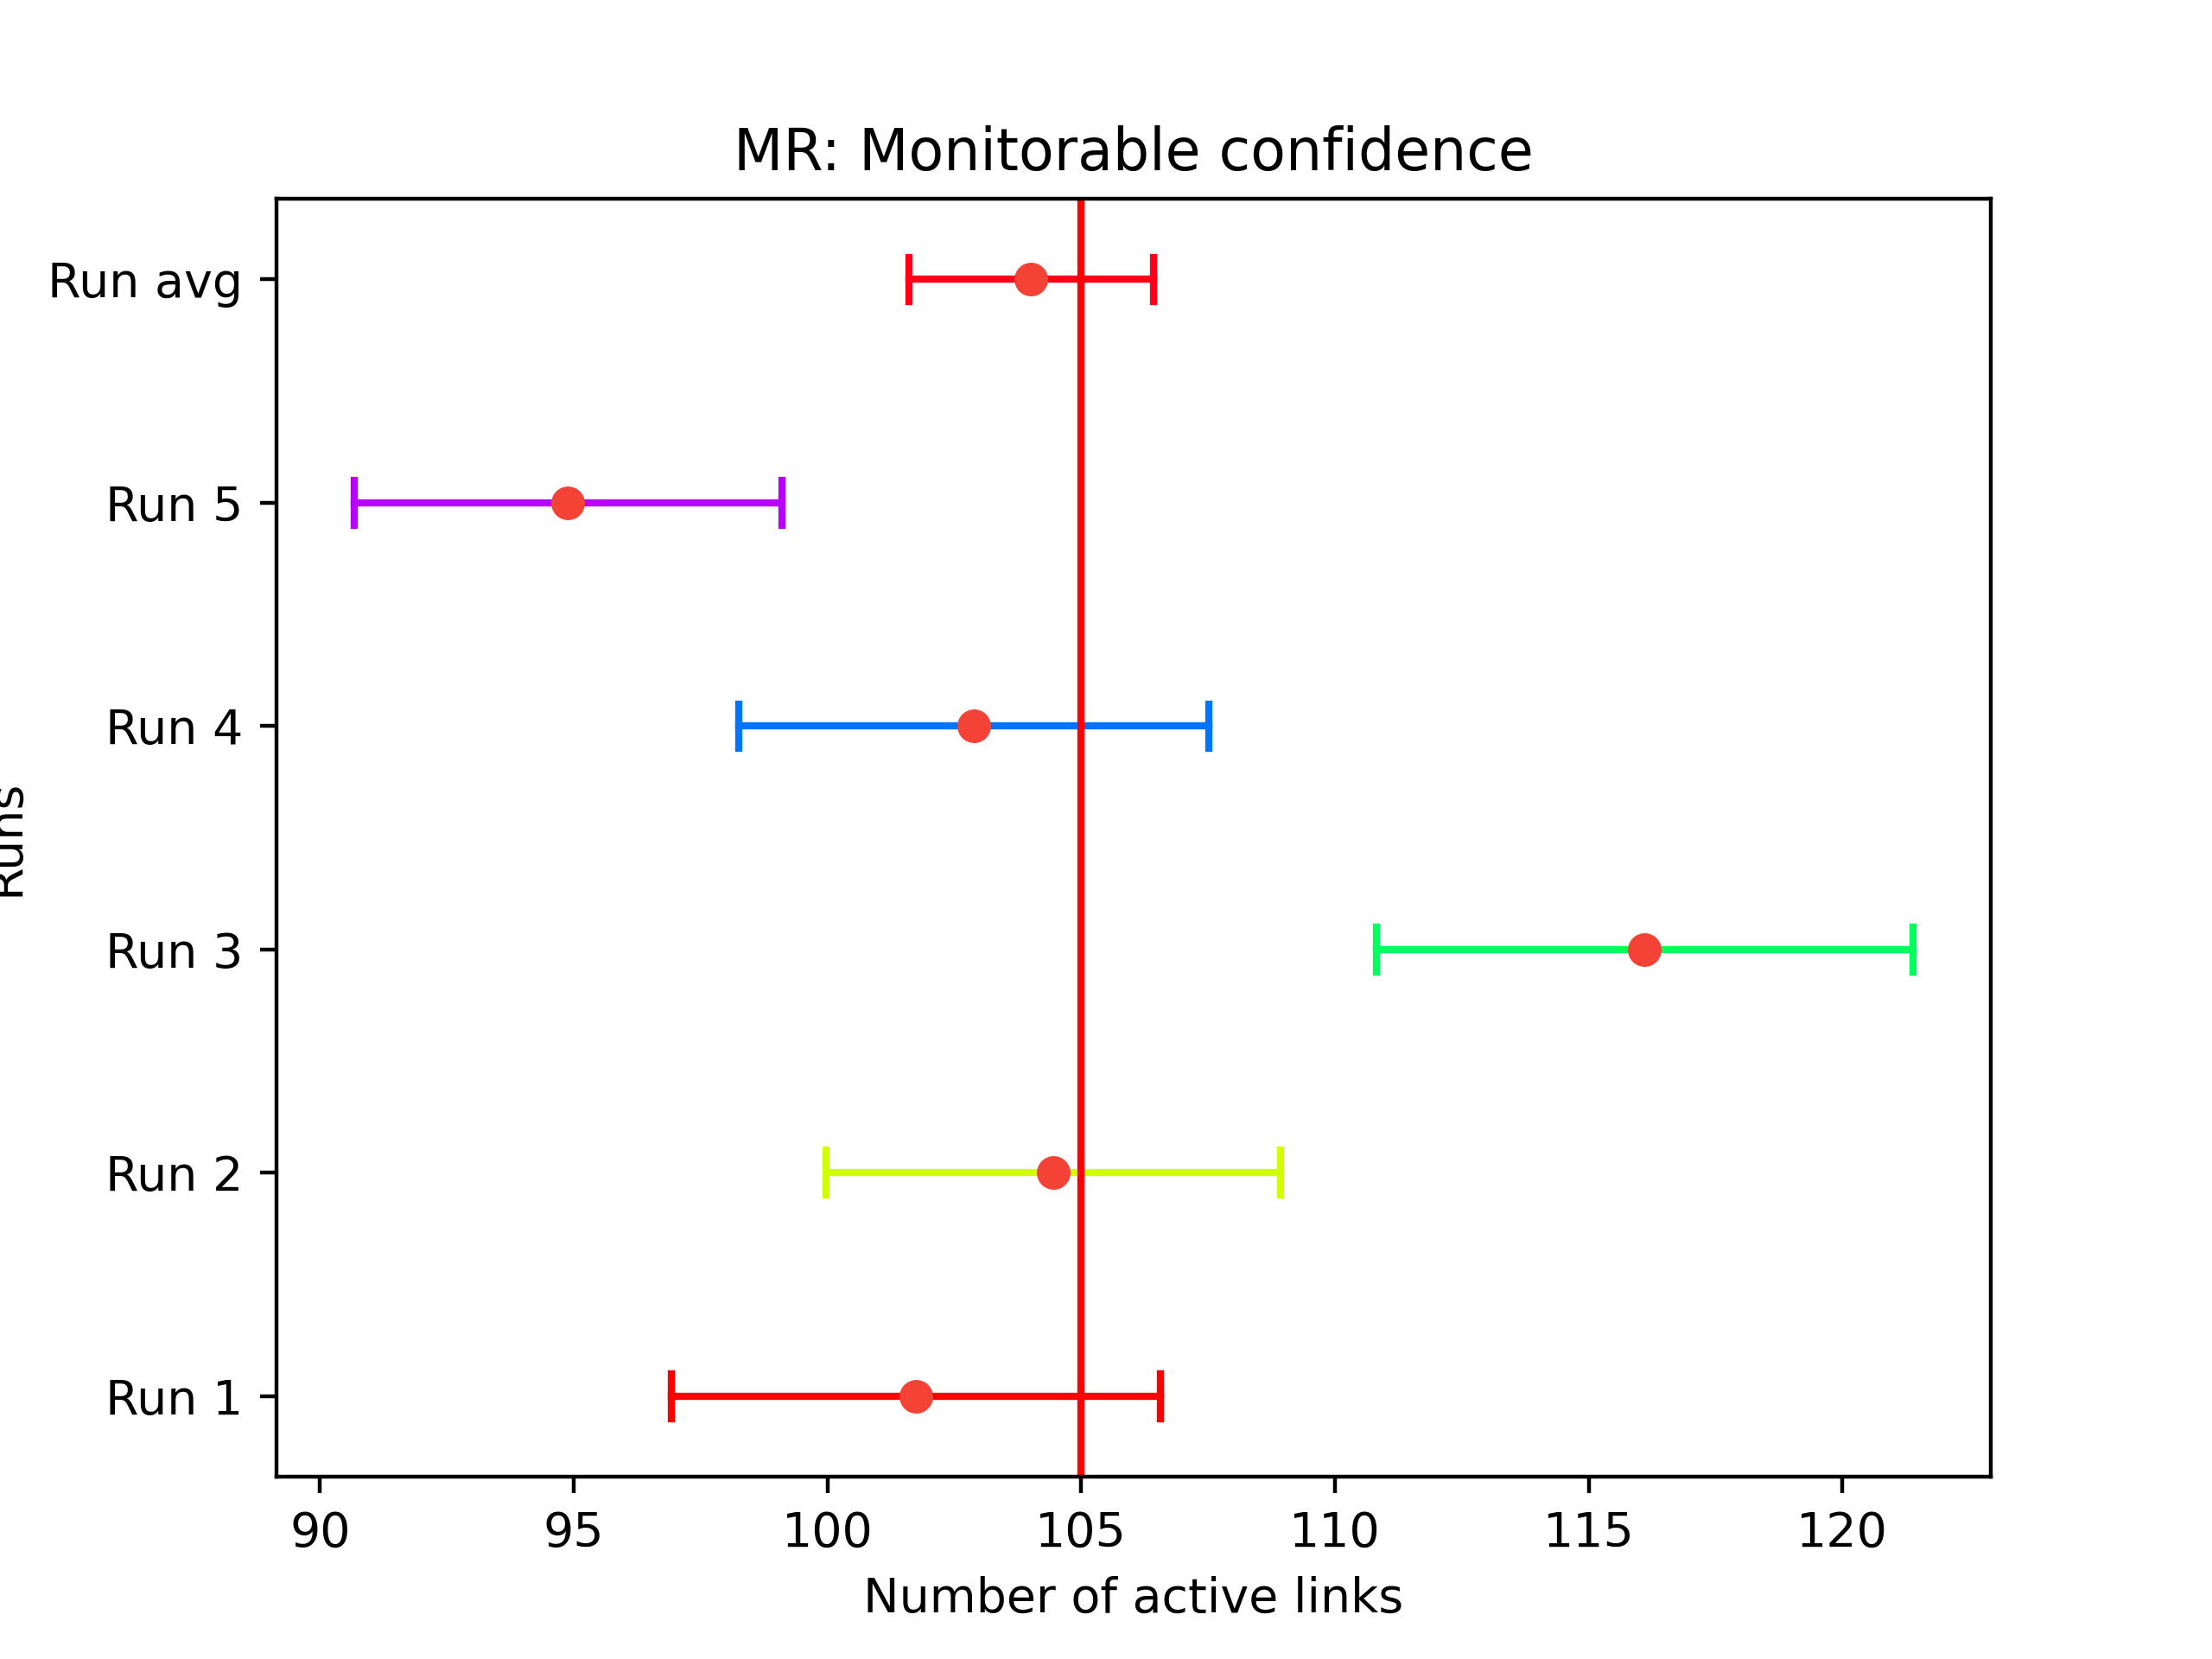 MR: Monitorable confidence
Run avg
Run 5
Run 4
Runs
Run 3
Run 2
Run 1
90 95 100 105 110 115 120
Number of active links